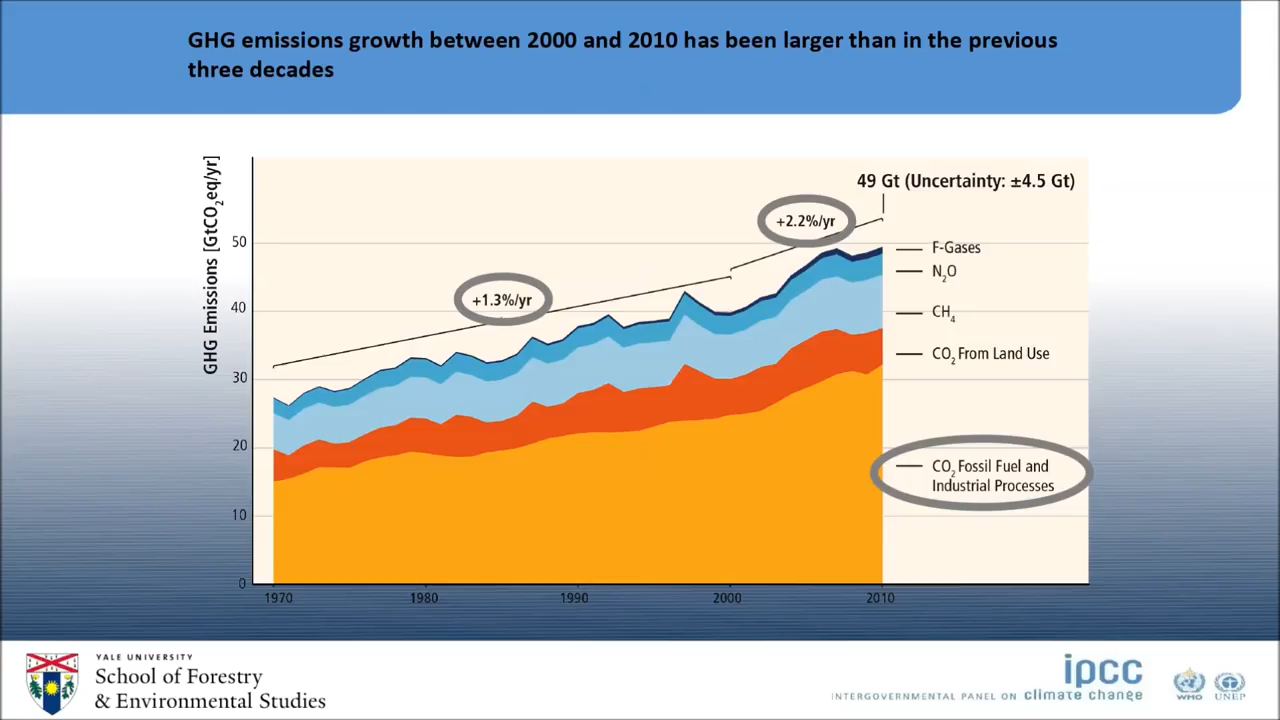 GHG emissions growth between 2000 and 2010 has been larger than in the previous
three decades
GHG Emissions [GtCO2eq/yr]
49 Gt (Uncertainty: ±4.5 Gt)
+2.2%/yr
+1.3%/yr
50
40
30
20
10
0
F-Gases
N2O
CH4
CO2 From Land Use
CO2 Fossil Fuel and
Industrial Processes
1970
1980
1990
2000
2010
YALE UNIVERSITY
School of Forestry
& Environmental Studies
ipcc
INTERGOVERNMENTAL PANEL ON climate change
WMO
UNEP